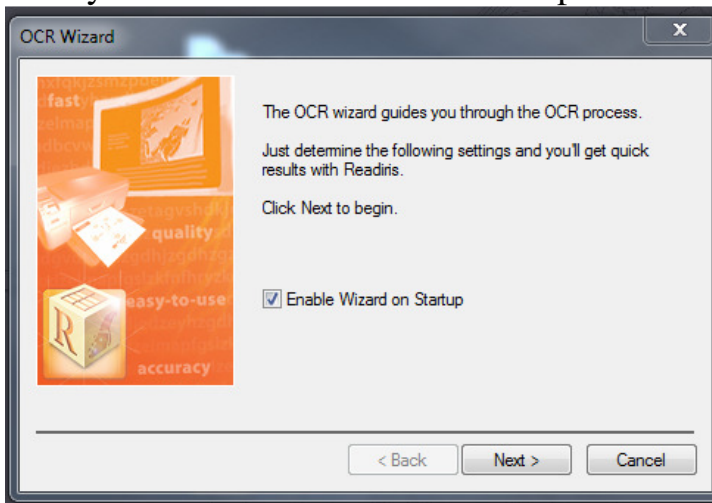 OCR Wizard
x
fast
The OCR wizard guides you through the OCR process.
Just determine the following settings and you'll get quick
results with Readiris.
Click Next to begin.
quality
easy-to-use
Enable Wizard on Startup
R
accuracy
< Back
Next >
Cancel